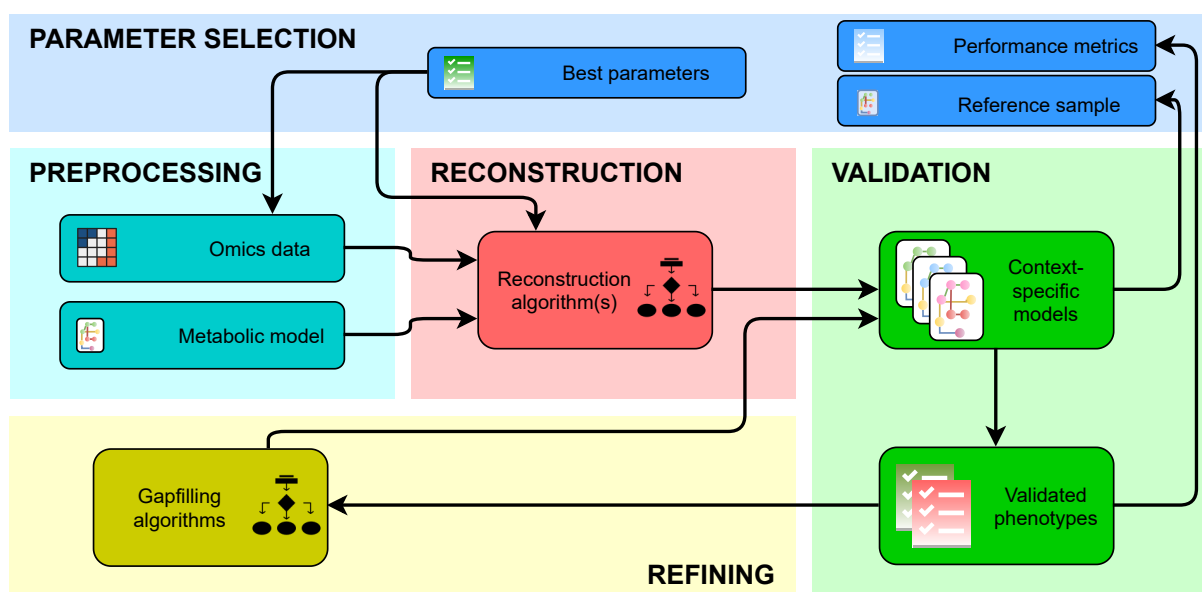 PARAMETER SELECTION
Best parameters
Performance metrics
Reference sample
PREPROCESSING
Omics data
Metabolic model
RECONSTRUCTION
Reconstruction
algorithm(s)
VALIDATION
Context-
specific
models
Validated
phenotypes
Gapfilling
algorithms
REFINING